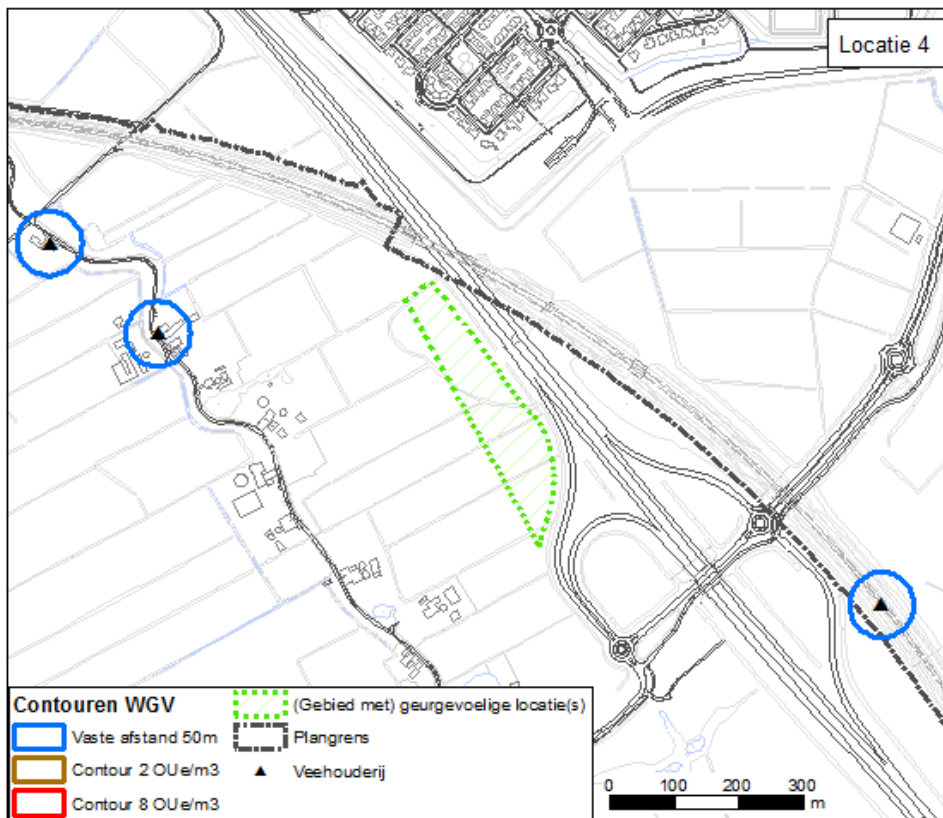 Locatie 4
Contouren WGV
Vaste afstand 50m
Contour 2 OUe/m3
Contour 8 OUe/m3
(Gebied met) geurgevoelige locatie(s)
Plangrens
Veehouderij
0 100 200 300
m